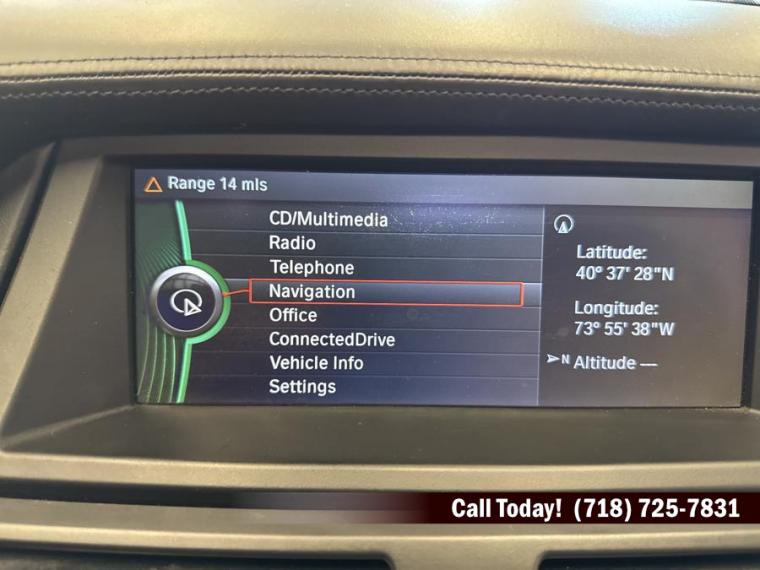 Range 14 mls
CD/Multimedia
Radio
Telephone
Navigation
Office
ConnectedDrive
Vehicle Info
Settings
Latitude:
40° 37' 28"N
Longitude:
73° 55' 38"W
N Altitude ---
Call Today! (718) 725-7831